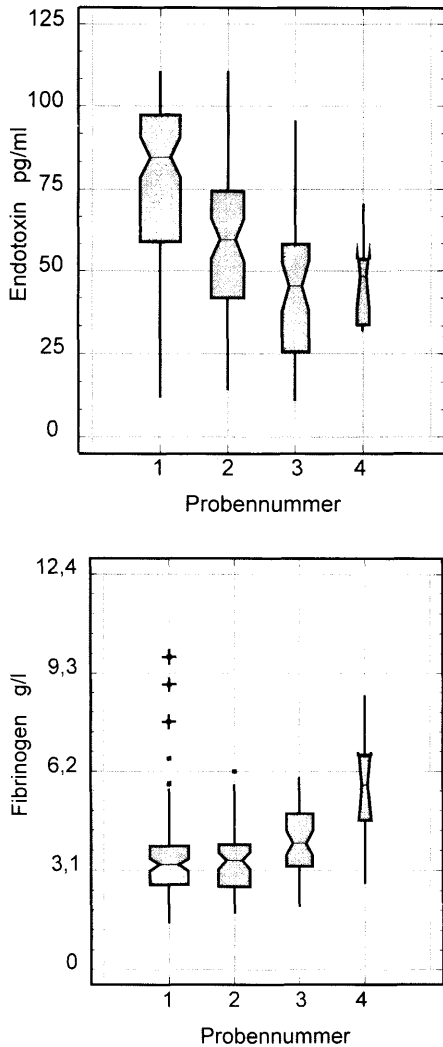 125
100
75
50
25
0
Endotoxin pg/ml
1 2 3 4
Probennummer
12,4
9,3
6,2
3,1
0
Fibrinogen g/l
1 2 3 4
Probennummer